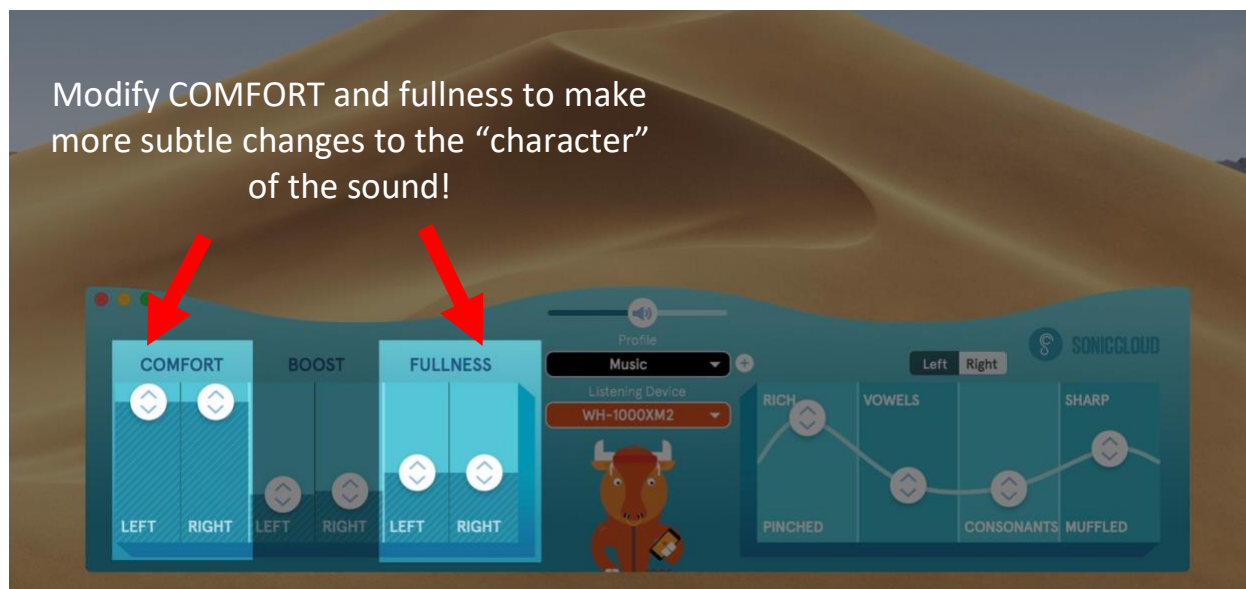 Modify COMFORT and fullness to make
more subtle changes to the “character”
of the sound!
COMFORT
BOOST
FULLNESS
LEFT
RIGHT
LEFT
RIGHT
LEFT
RIGHT
Profile
Music
Listening Device
WH-1000XM2
Left
Right
SONICCLOUD
RICH
VOWELS
SHARP
PINCHED
CONSONANTS
MUFFLED